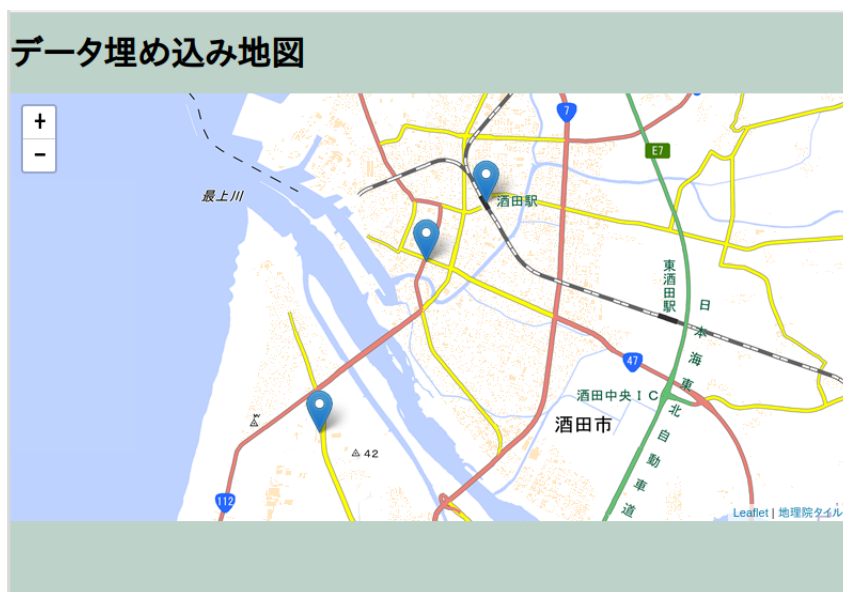 データ埋め込み地図
+
−
7
E7
最上川
酒田駅
東酒田駅
日本海東北自動車道
47
酒田中央IC
酒田市
42
112
Leaflet | 地理院タイル